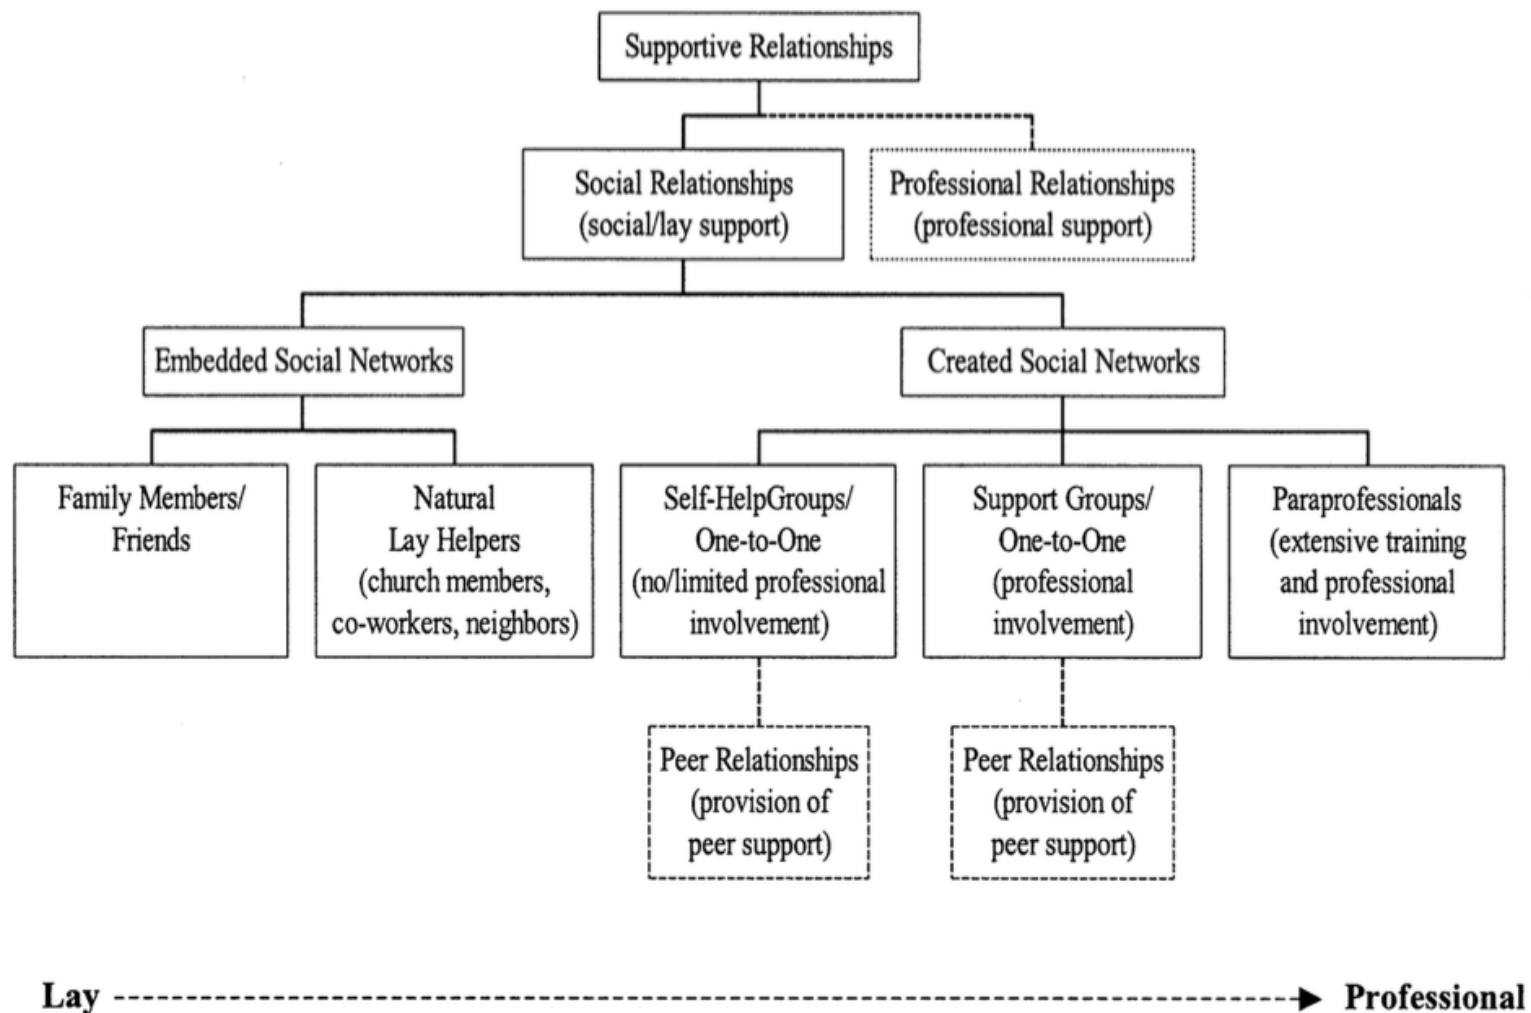 Supportive Relationships
Social Relationships
(social/lay support)
Professional Relationships
(professional support)
Embedded Social Networks
Created Social Networks
Family Members/
Friends
Natural
Lay Helpers
(church members,
co-workers, neighbors)
Self-HelpGroups/
One-to-One
(no/limited professional
involvement)
Support Groups/
One-to-One
(professional
involvement)
Paraprofessionals
(extensive training
and professional
involvement)
Peer Relationships
(provision of
peer support)
Peer Relationships
(provision of
peer support)
Lay
Professional